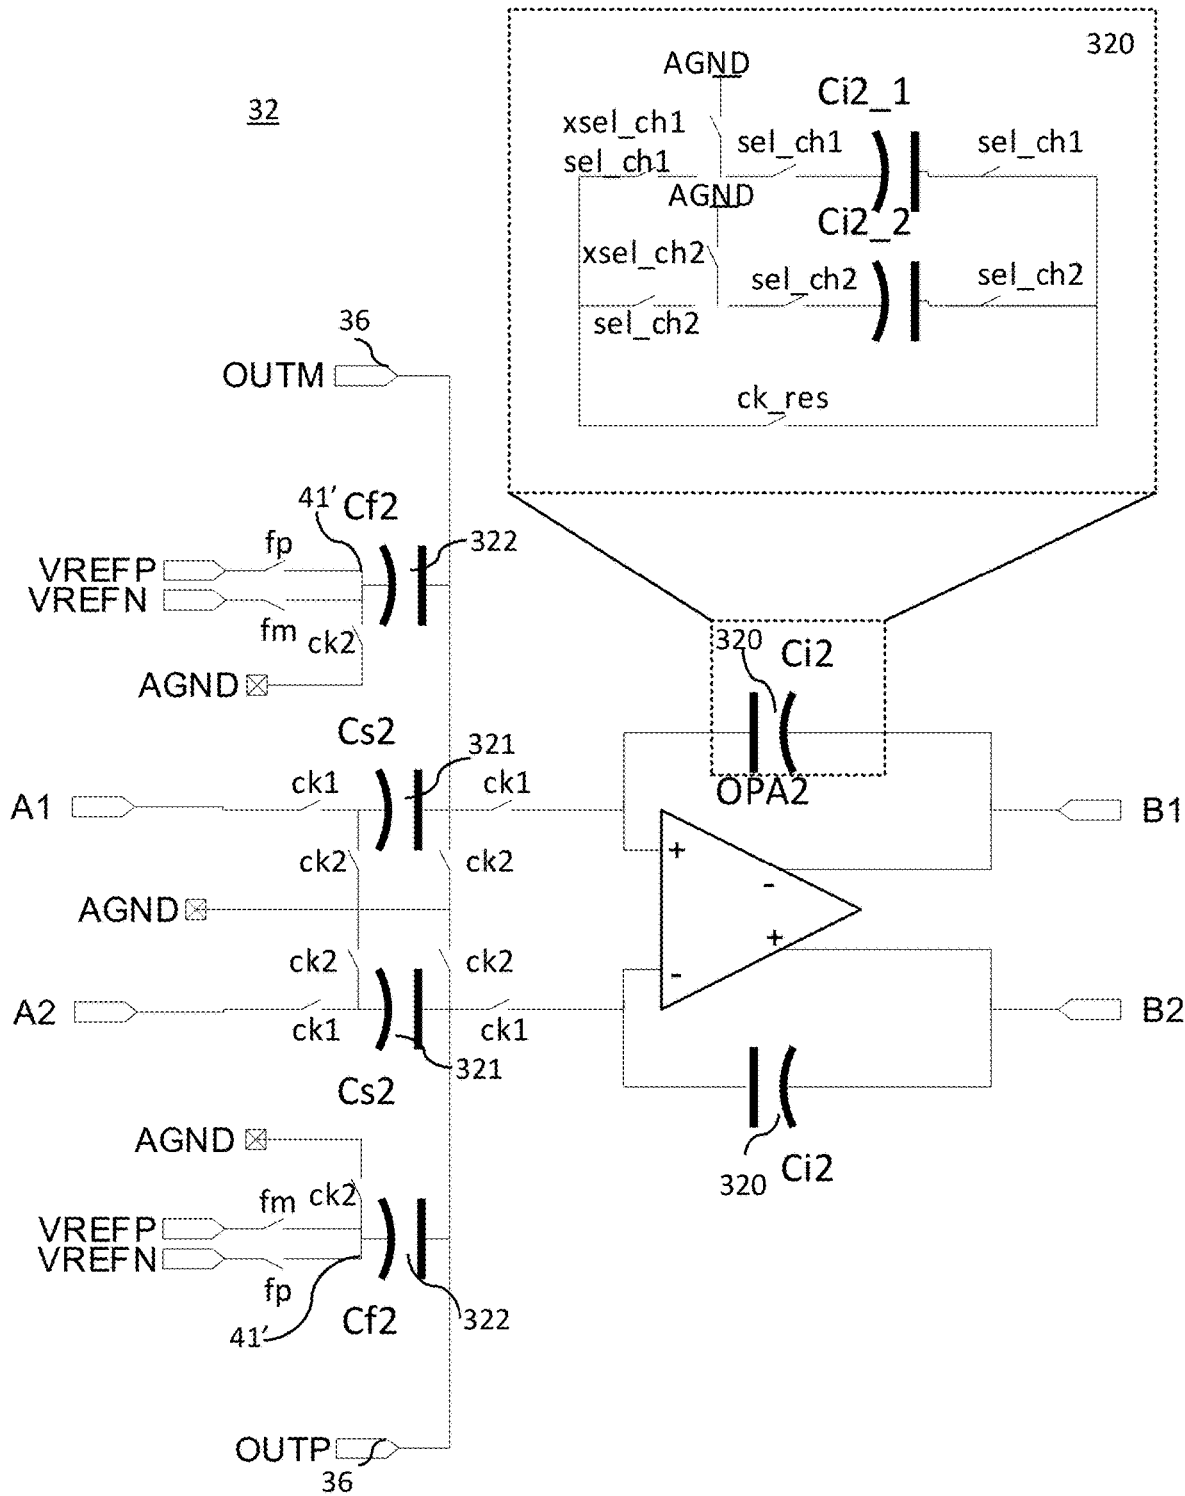 320
AGND
Ci2_1
32
xsel_ch1
sel_ch1
sel_ch1
sel_ch1
AGND
Ci2_2
xsel_ch2
sel_ch2
sel_ch2
sel_ch2
36
OUTM
ck_res
41'
Cf2
322
fp
VREFP
VREFN
fm
ck2
AGND
320
Ci2
Cs2
321
ck1
ck1
OPA2
A1
B1
+
ck2
ck2
-
AGND
+
ck2
ck2
-
A2
B2
ck1
ck1
321
Cs2
AGND
320
Ci2
fm
ck2
VREFP
VREFN
fp
Cf2
322
41'
OUTP
36